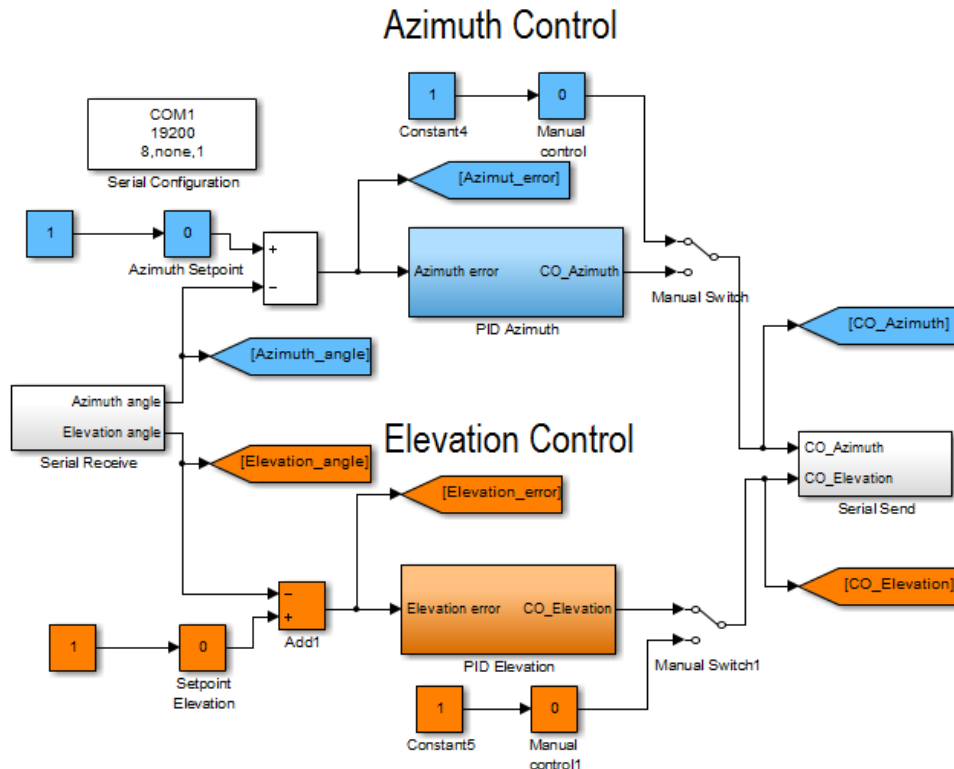 Azimuth Control
1
0
Constant4
Manual
control
COM1
19200
8,none,1
Serial Configuration
[Azimut_error]
1
0
Azimuth Setpoint
+
−
Azimuth error
CO_Azimuth
PID Azimuth
Manual Switch
[CO_Azimuth]
[Azimuth_angle]
Azimuth angle
Elevation angle
Serial Receive
Elevation Control
[Elevation_angle]
[Elevation_error]
CO_Azimuth
CO_Elevation
Serial Send
[CO_Elevation]
−
+
Add1
Elevation error
CO_Elevation
PID Elevation
Manual Switch1
1
0
Setpoint
Elevation
1
0
Constant5
Manual
control1